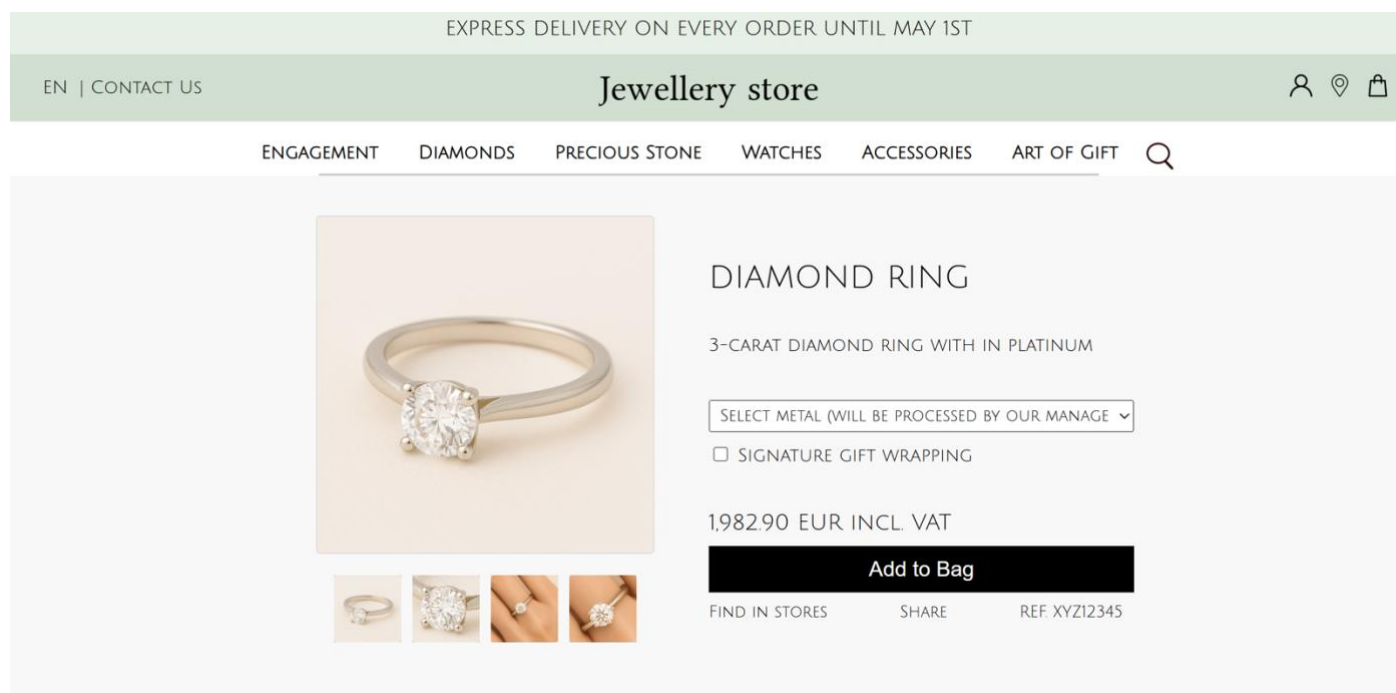 EXPRESS DELIVERY ON EVERY ORDER UNTIL MAY 1ST
EN | CONTACT US
Jewellery store
ENGAGEMENT DIAMONDS PRECIOUS STONE WATCHES ACCESSORIES ART OF GIFT
DIAMOND RING
3-CARAT DIAMOND RING WITH IN PLATINUM
SELECT METAL (WILL BE PROCESSED BY OUR MANAGE
SIGNATURE GIFT WRAPPING
1,982.90 EUR INCL. VAT
Add to Bag
FIND IN STORES SHARE REF. XYZ12345